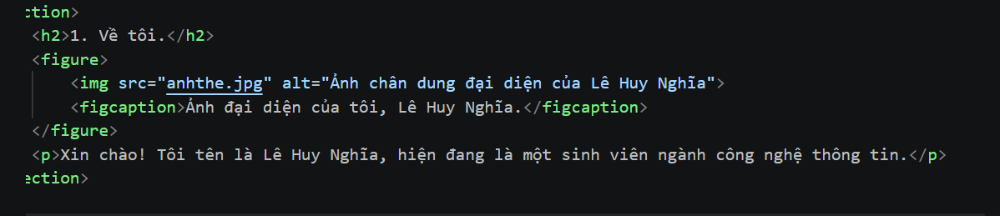 ction>
<h2>1. Về tôi.</h2>
<figure>
<img src="anhthe.jpg" alt="Ảnh chân dung đại diện của Lê Huy Nghĩa">
<figcaption>Ảnh đại diện của tôi, Lê Huy Nghĩa.</figcaption>
</figure>
<p>Xin chào! Tôi tên là Lê Huy Nghĩa, hiện đang là một sinh viên ngành công nghệ thông tin.</p>
ection>